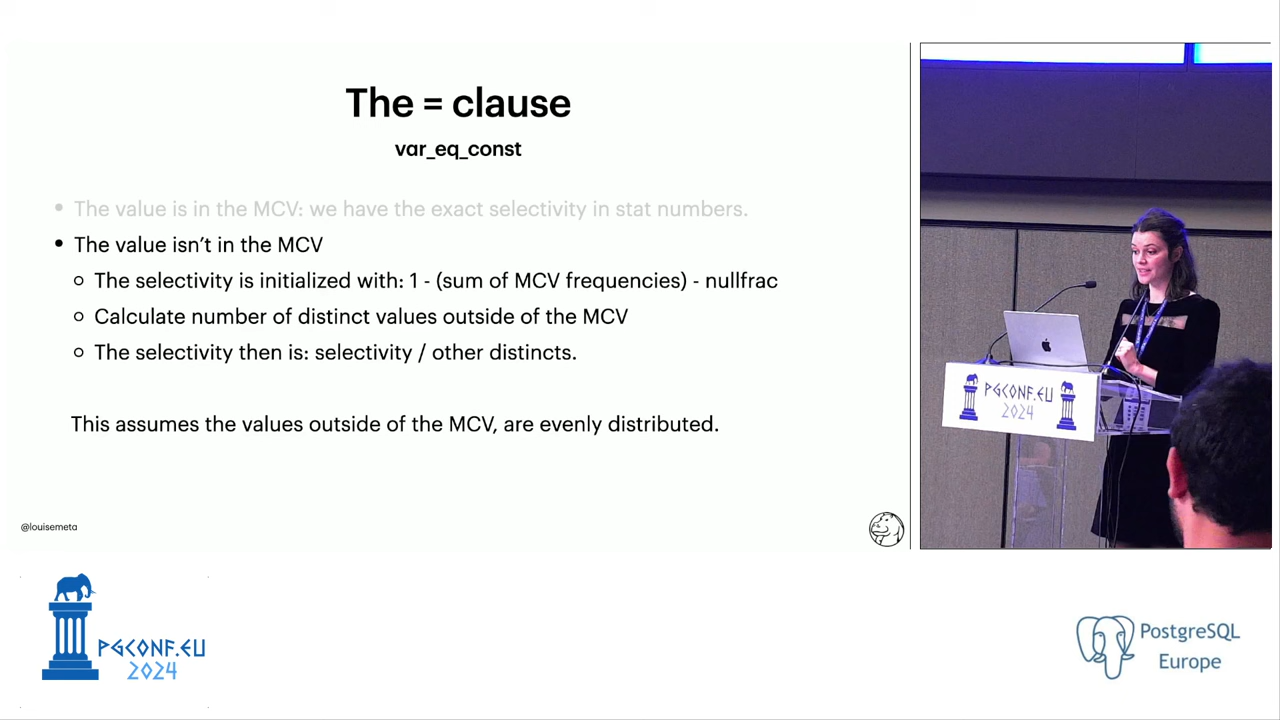 The = clause
var_eq_const
The value is in the MCV: we have the exact selectivity in stat numbers.
The value isn't in the MCV
The selectivity is initialized with: 1 - (sum of MCV frequencies) - nullfrac
Calculate number of distinct values outside of the MCV
The selectivity then is: selectivity / other distincts.
This assumes the values outside of the MCV, are evenly distributed.
@louisemeta
PGCONF.EU
2024
PGCONF.EU
2024
PostgreSQL
Europe